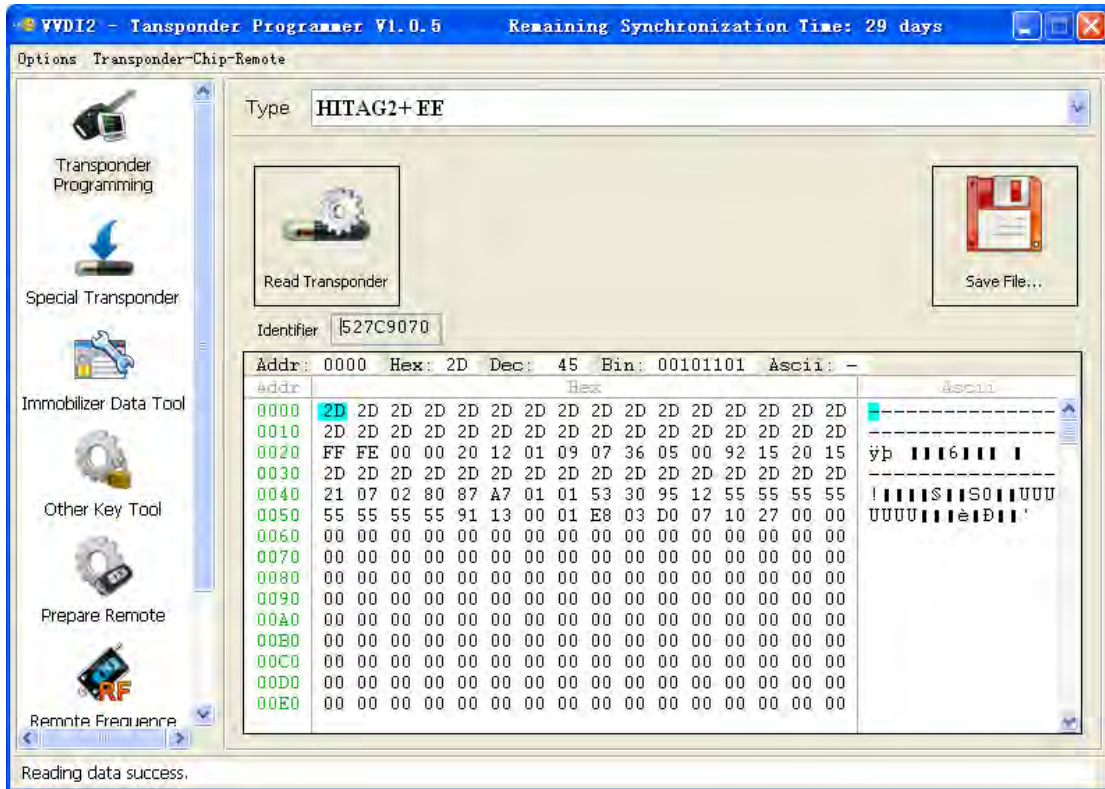 VVDI2 - Tansponder Programmer V1.0.5 Remaining Synchronization Time: 29 days
Options Transponder-Chip-Remote
Transponder
Programming
Special Transponder
Immobilizer Data Tool
Other Key Tool
Prepare Remote
RF
Remote Frequence
Type HITAG2+ EE
Read Transponder
Save File...
Identifier 527C9070
Addr: 0000 Hex: 2D Dec: 45 Bin: 00101101 Ascii: -
Addr Hex Ascii
0000 2D 2D 2D 2D 2D 2D 2D 2D 2D 2D 2D 2D 2D 2D 2D 2D ----------------
0010 2D 2D 2D 2D 2D 2D 2D 2D 2D 2D 2D 2D 2D 2D 2D 2D ----------------
0020 FF FE 00 00 20 12 01 09 07 36 05 00 92 15 20 15 ÿþ 6
0030 2D 2D 2D 2D 2D 2D 2D 2D 2D 2D 2D 2D 2D 2D 2D 2D ----------------
0040 21 07 02 80 87 A7 01 01 53 30 95 12 55 55 55 55 !
0050 55 55 55 55 91 13 00 01 E8 03 D0 07 10 27 00 00 UUUU è Ð '
0060 00 00 00 00 00 00 00 00 00 00 00 00 00 00 00 00
0070 00 00 00 00 00 00 00 00 00 00 00 00 00 00 00 00
0080 00 00 00 00 00 00 00 00 00 00 00 00 00 00 00 00
0090 00 00 00 00 00 00 00 00 00 00 00 00 00 00 00 00
00A0 00 00 00 00 00 00 00 00 00 00 00 00 00 00 00 00
00B0 00 00 00 00 00 00 00 00 00 00 00 00 00 00 00 00
00C0 00 00 00 00 00 00 00 00 00 00 00 00 00 00 00 00
00D0 00 00 00 00 00 00 00 00 00 00 00 00 00 00 00 00
00E0 00 00 00 00 00 00 00 00 00 00 00 00 00 00 00 00
Reading data success.